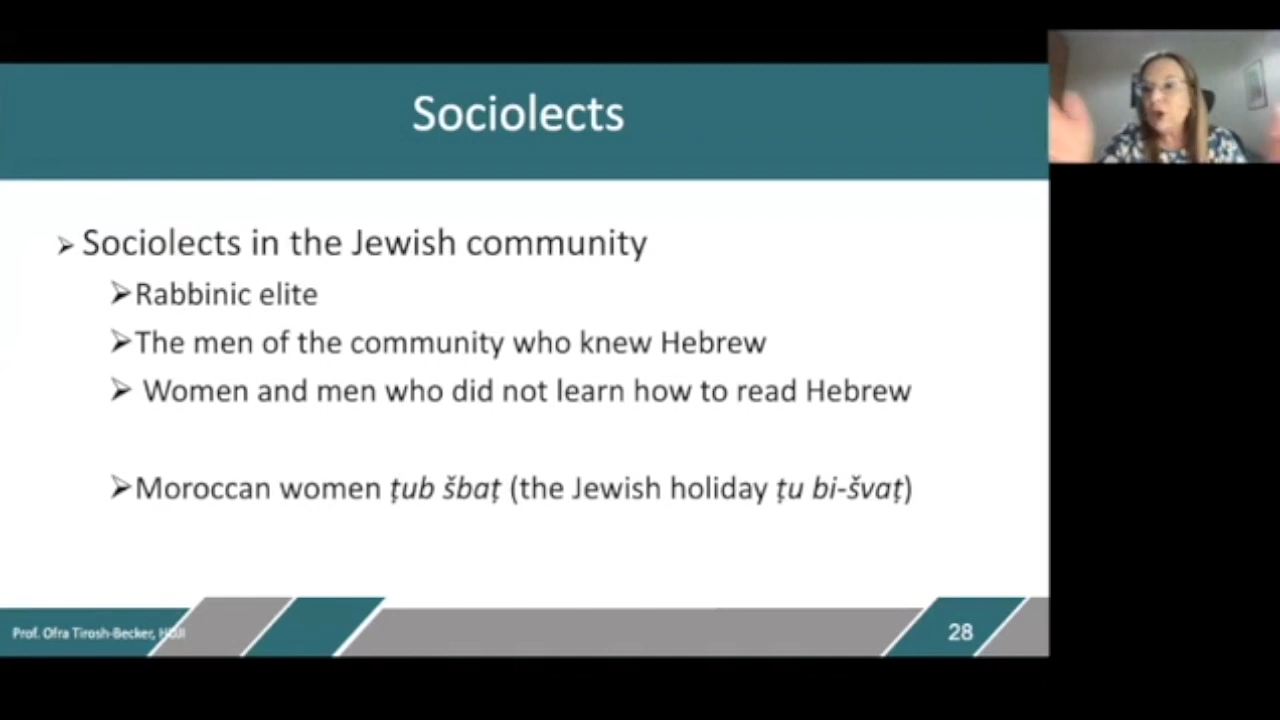 Sociolects
➢ Sociolects in the Jewish community
➢Rabbinic elite
➢The men of the community who knew Hebrew
➢ Women and men who did not learn how to read Hebrew
➢Moroccan women ṭub šbaṭ (the Jewish holiday ṭu bi-švaṭ)
Prof. Ofra Tirosh-Becker, HUJI
28